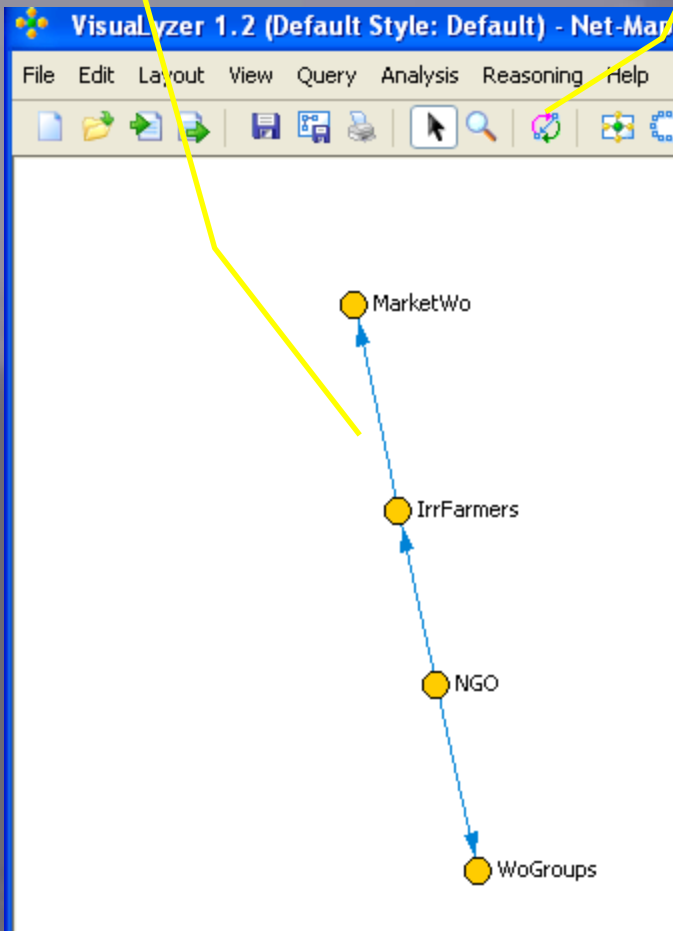 VisuaLyzer 1.2 (Default Style: Default) - Net-Map
File Edit Layout View Query Analysis Reasoning Help
MarketWo
IrrFarmers
NGO
WoGroups